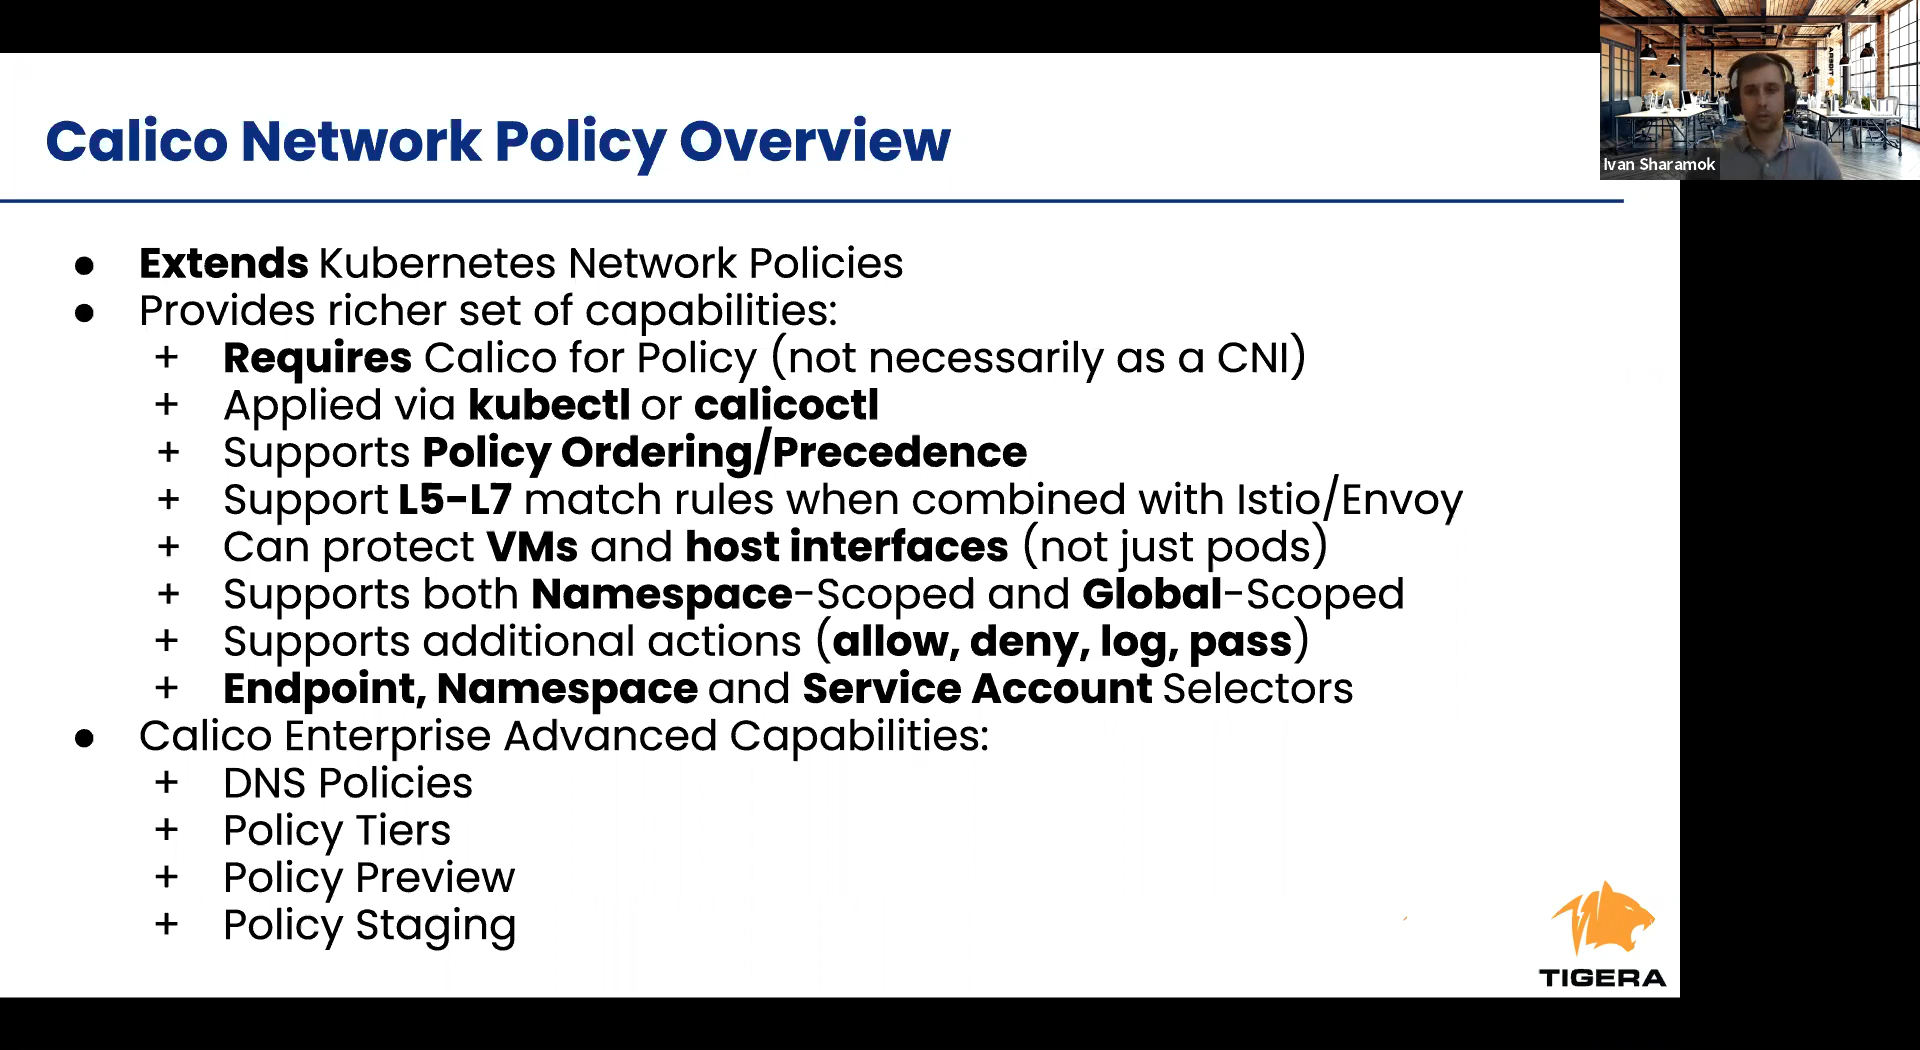 Calico Network Policy Overview
Ivan Sharamok
● Extends Kubernetes Network Policies
● Provides richer set of capabilities:
+ Requires Calico for Policy (not necessarily as a CNI)
+ Applied via kubectl or calicoctl
+ Supports Policy Ordering/Precedence
+ Support L5-L7 match rules when combined with Istio/Envoy
+ Can protect VMs and host interfaces (not just pods)
+ Supports both Namespace-Scoped and Global-Scoped
+ Supports additional actions (allow, deny, log, pass)
+ Endpoint, Namespace and Service Account Selectors
● Calico Enterprise Advanced Capabilities:
+ DNS Policies
+ Policy Tiers
+ Policy Preview
+ Policy Staging
TIGERA